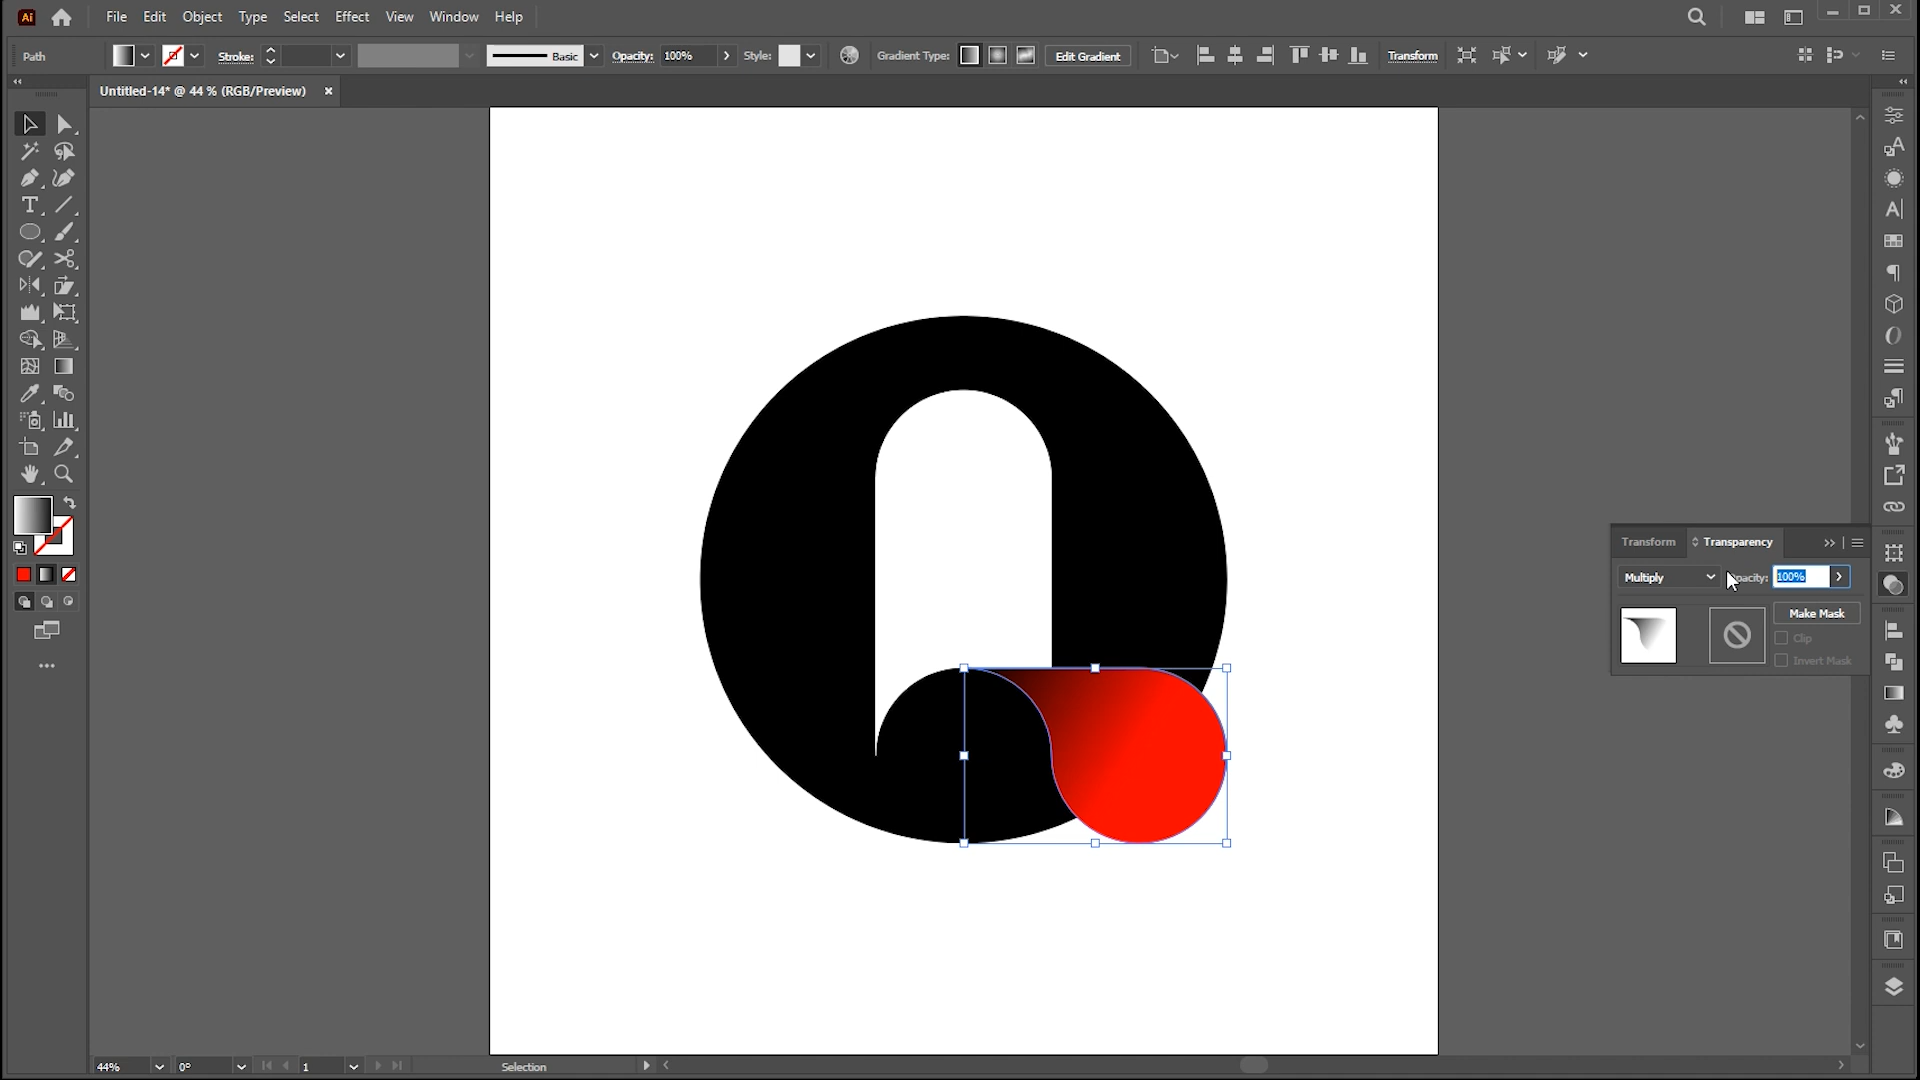 Ai File Edit Object Type Select Effect View Window Help
Path Stroke: Basic Opacity: 100% Style: Gradient Type: Edit Gradient Transform
Untitled-14* @ 44 % (RGB/Preview) ×
Transform Transparency
Multiply pacity: 100%
Make Mask
Clip
Invert Mask
44% 0° 1 Selection